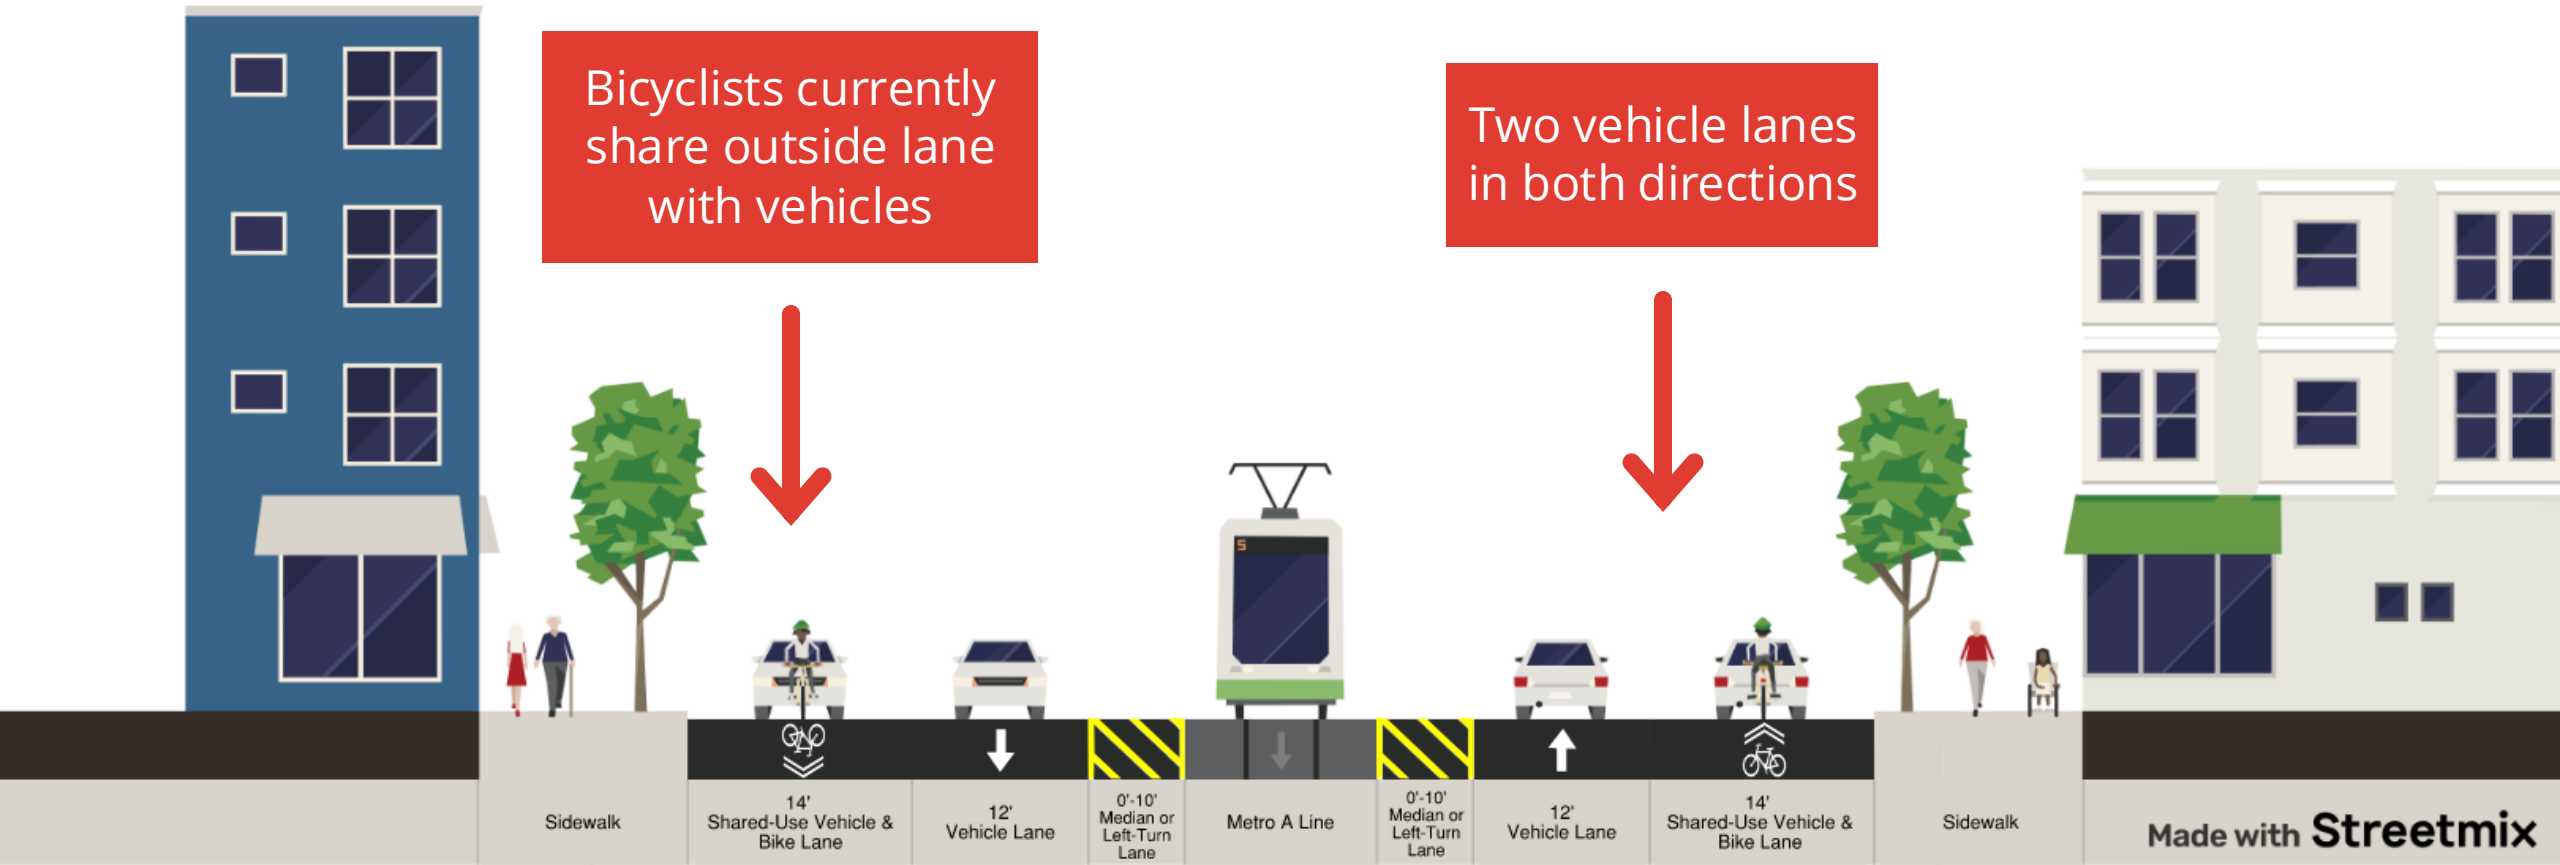 Bicyclists currently
share outside lane
with vehicles
Two vehicle lanes
in both directions
S
Sidewalk
14'
Shared-Use Vehicle &
Bike Lane
12'
Vehicle Lane
0'-10'
Median or
Left-Turn
Lane
Metro A Line
0'-10'
Median or
Left-Turn
Lane
12'
Vehicle Lane
14'
Shared-Use Vehicle &
Bike Lane
Sidewalk
Made with Streetmix